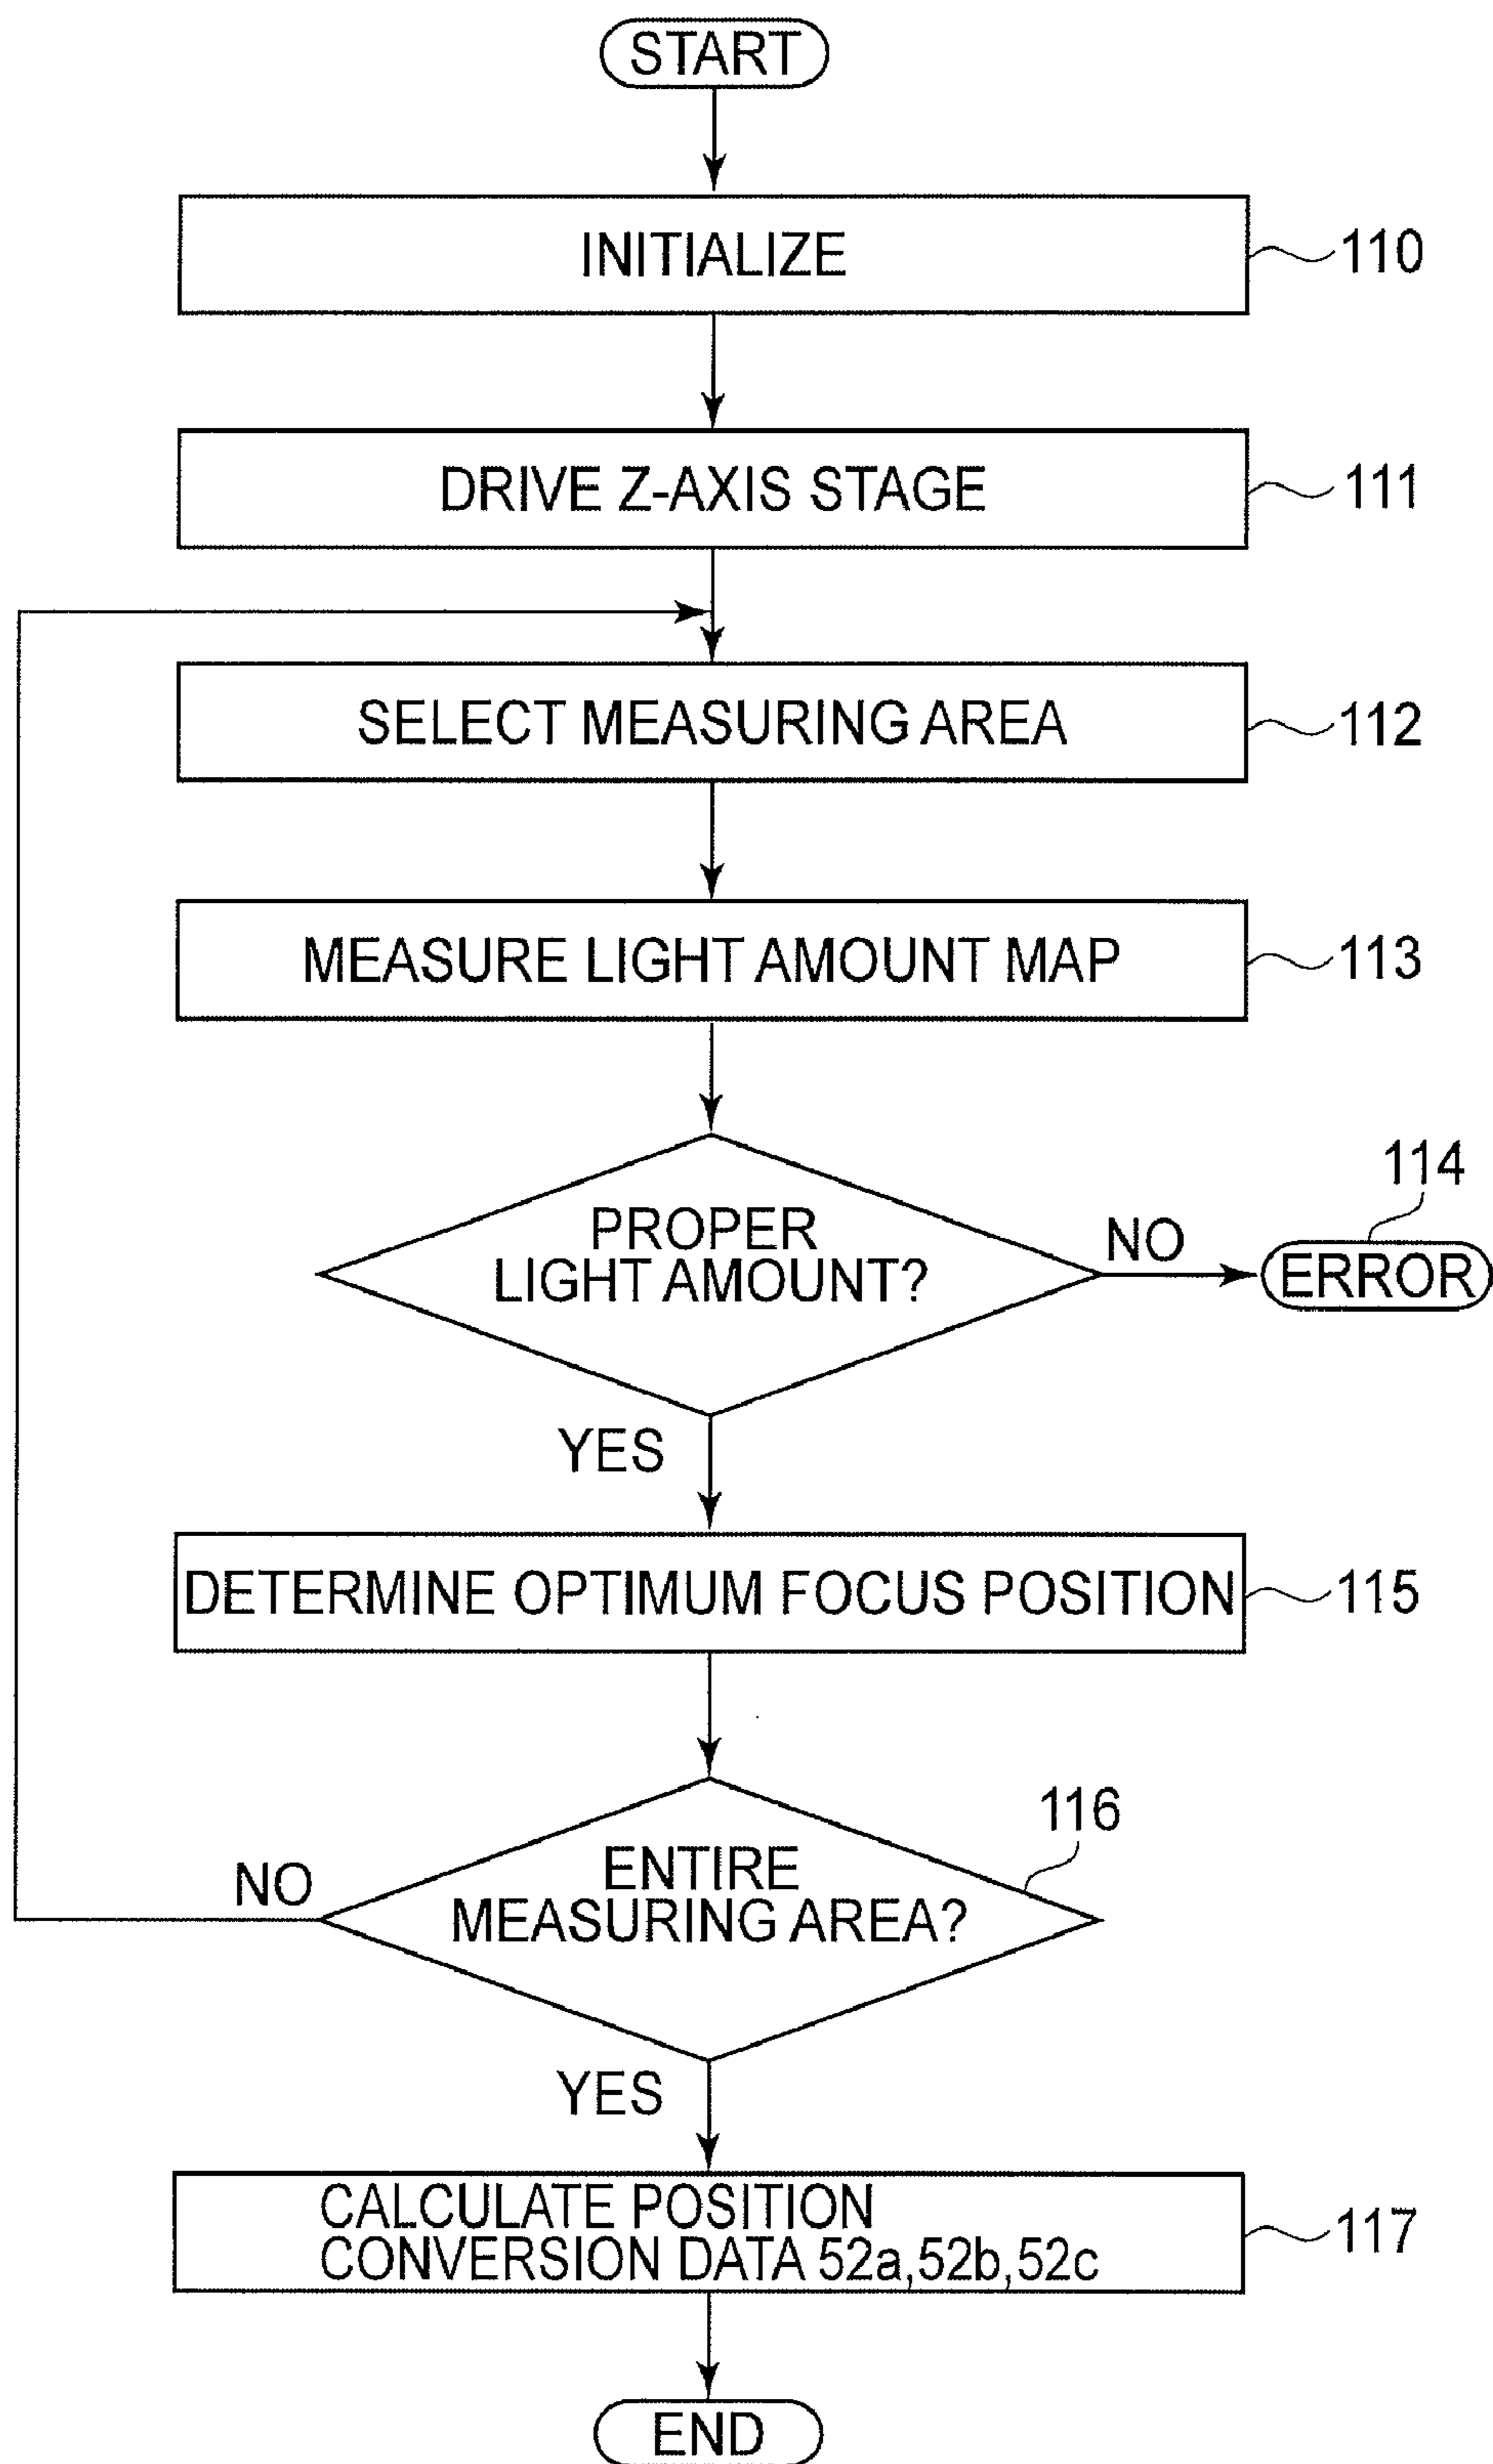 START
INITIALIZE
110
DRIVE Z-AXIS STAGE
111
SELECT MEASURING AREA
112
MEASURE LIGHT AMOUNT MAP
113
114
PROPER
LIGHT AMOUNT?
NO
ERROR
YES
DETERMINE OPTIMUM FOCUS POSITION
115
116
ENTIRE
MEASURING AREA?
NO
YES
CALCULATE POSITION
CONVERSION DATA 52a,52b,52c
117
END